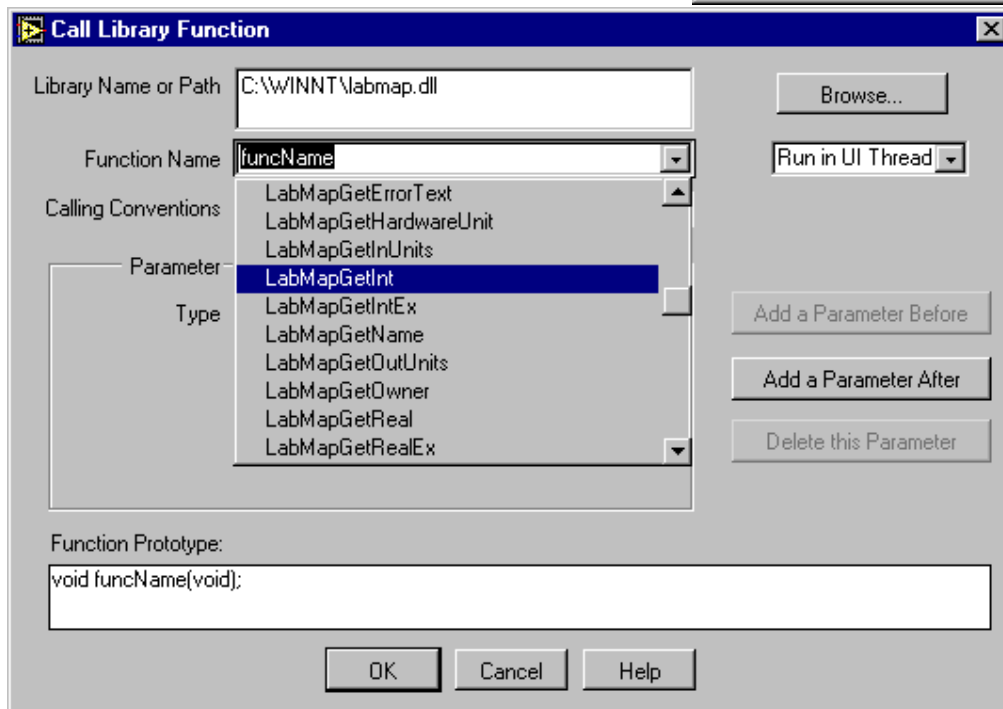 Call Library Function
Library Name or Path
C:\WINNT\labmap.dll
Browse...
Function Name
funcName
Run in UI Thread
Calling Conventions
LabMapGetErrorText
LabMapGetHardwareUnit
LabMapGetInUnits
LabMapGetInt
LabMapGetIntEx
LabMapGetName
LabMapGetOutUnits
LabMapGetOwner
LabMapGetReal
LabMapGetRealEx
Parameter
Type
Add a Parameter Before
Add a Parameter After
Delete this Parameter
Function Prototype:
void funcName(void);
OK
Cancel
Help